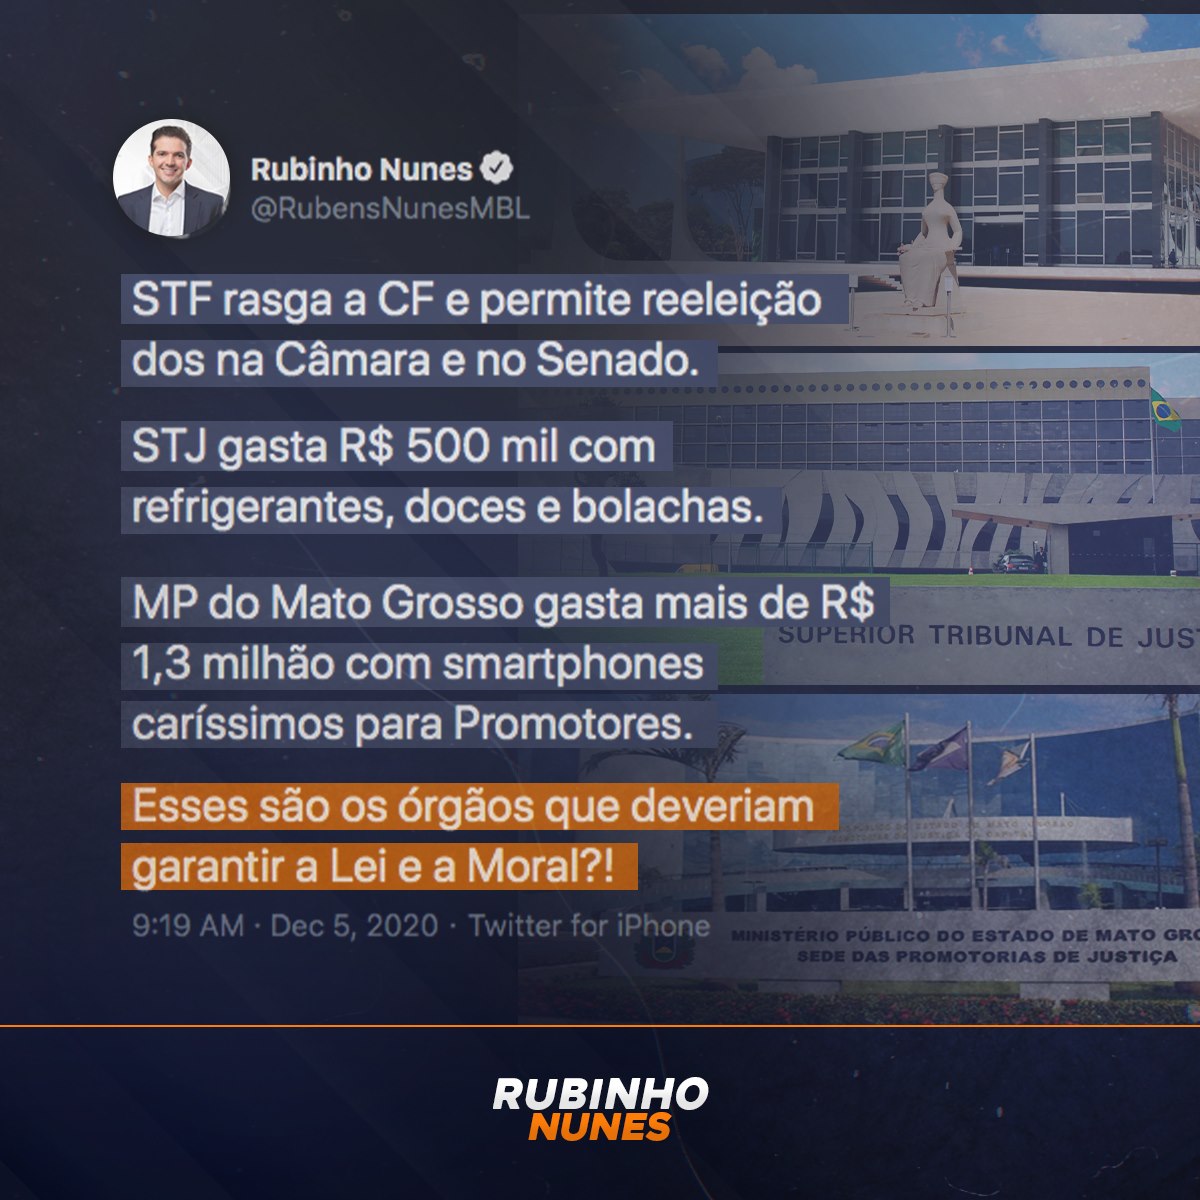 Rubinho Nunes
@RubensNunesMBL
STF rasga a CF e permite reeleição
dos na Câmara e no Senado.
STJ gasta R$ 500 mil com
refrigerantes, doces e bolachas.
MP do Mato Grosso gasta mais de R$
1,3 milhão com smartphones
caríssimos para Promotores.
Esses são os órgãos que deveriam
garantir a Lei e a Moral?!
9:19 AM · Dec 5, 2020 · Twitter for iPhone
SUPERIOR TRIBUNAL DE JUS
MINISTÉRIO PÚBLICO DO ESTADO DE MATO GRO
SEDE DAS PROMOTORIAS DE JUSTIÇA
RUBINHO
NUNES